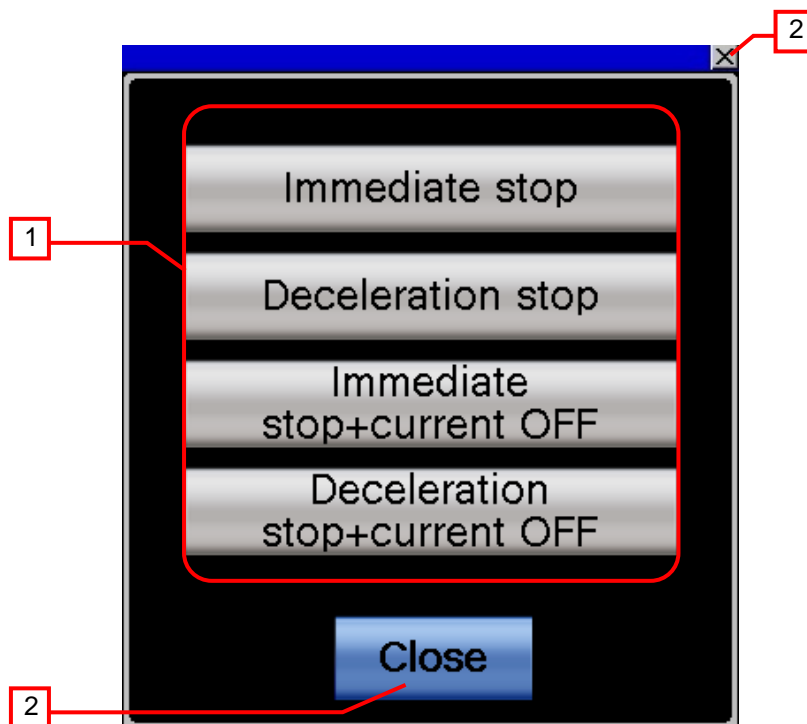 2
Immediate stop
1
Deceleration stop
Immediate
stop+current OFF
Deceleration
stop+current OFF
Close
2